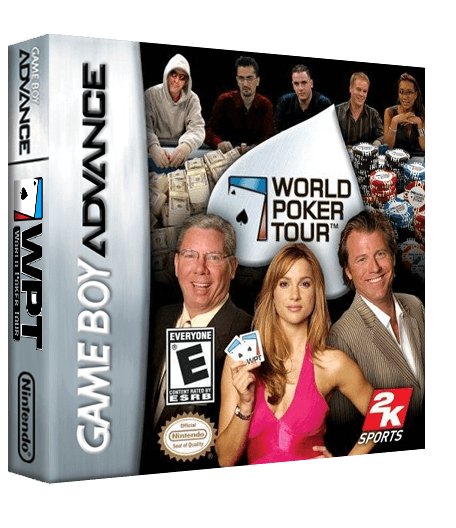 GAME BOY
ADVANCE
WPT
WORLD POKER TOUR
Nintendo®
GAME BOY ADVANCE
WORLD
POKER
TOUR™
WPT
EVERYONE
E
CONTENT RATED BY
ESRB
Official
Nintendo
Seal of Quality
2K
SPORTS